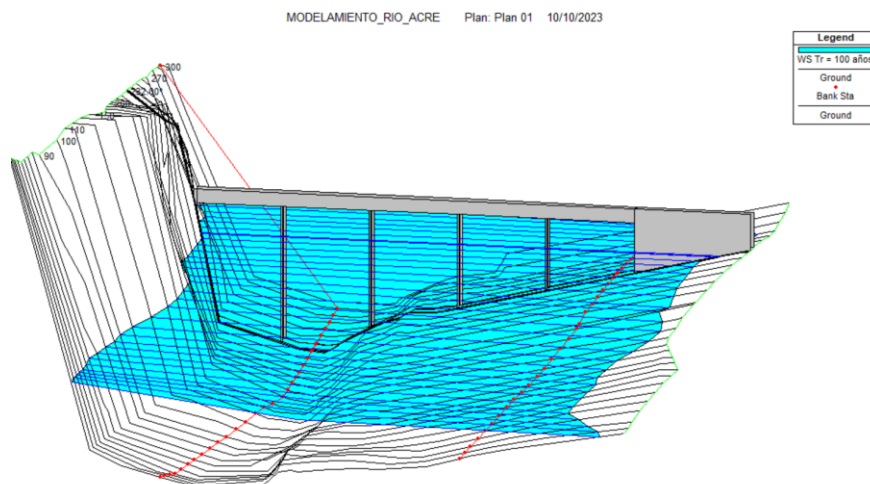 MODELAMIENTO_RIO_ACRE Plan: Plan 01 10/10/2023
Legend
WS Tr = 100 años
Ground
Bank Sta
Ground
300
270
110
100
90